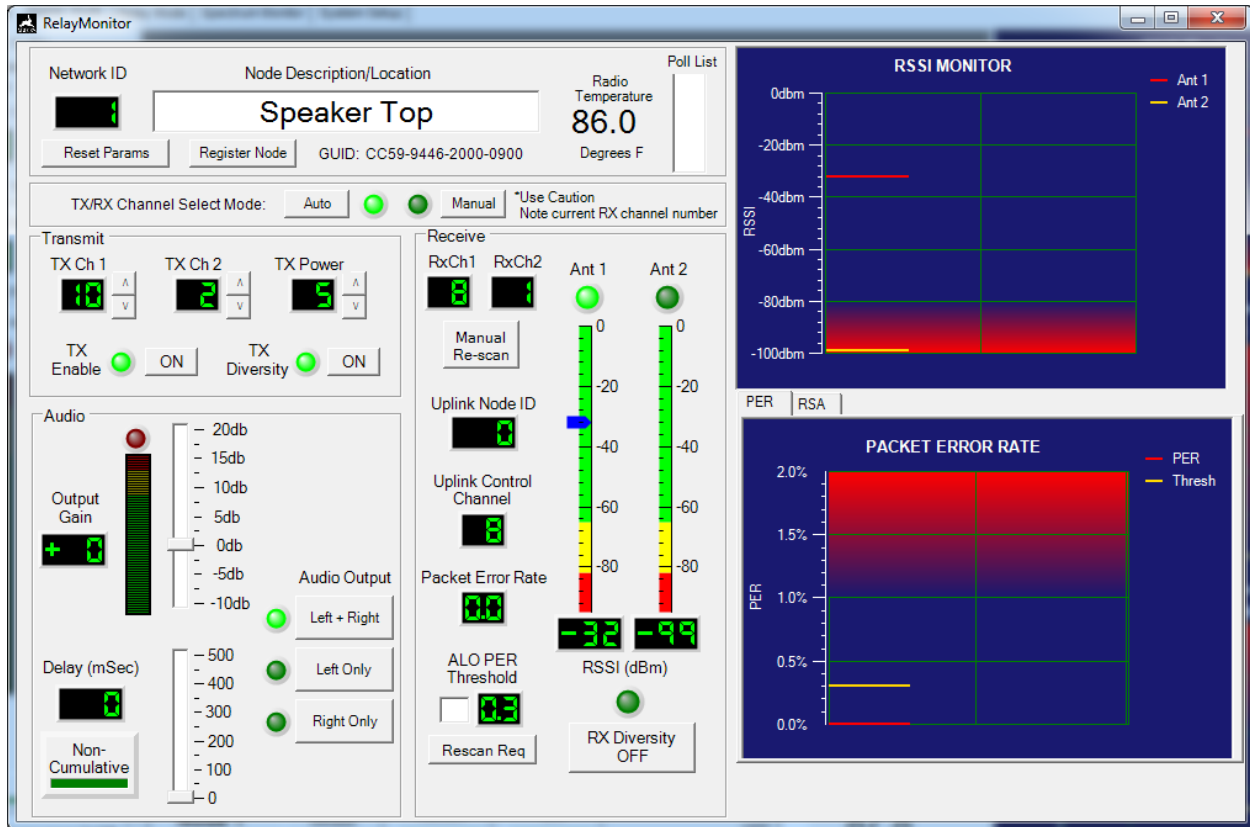 RelayMonitor
Network ID
Node Description/Location
Poll List
1
Speaker Top
Radio
Temperature
86.0
Degrees F
Reset Params
Register Node
GUID: CC59-9446-2000-0900
TX/RX Channel Select Mode:
Auto
Manual
*Use Caution
Note current RX channel number
Transmit
TX Ch 1
TX Ch 2
TX Power
10
2
5
TX
Enable
ON
TX
Diversity
ON
Audio
Output
Gain
+ 0
20db
15db
10db
5db
0db
-5db
-10db
Audio Output
Left + Right
Left Only
Right Only
Delay (mSec)
0
Non-
Cumulative
500
400
300
200
100
0
Receive
RxCh1
RxCh2
8
1
Manual
Re-scan
Uplink Node ID
0
Uplink Control
Channel
8
Packet Error Rate
0.0
ALO PER
Threshold
0.3
Rescan Req
Ant 1
Ant 2
0
-20
-40
-60
-80
0
-20
-40
-60
-80
-32
-99
RSSI (dBm)
RX Diversity
OFF
RSSI MONITOR
Ant 1
Ant 2
0dbm
-20dbm
-40dbm
-60dbm
-80dbm
-100dbm
RSSI
PER
RSA
PACKET ERROR RATE
PER
Thresh
2.0%
1.5%
1.0%
0.5%
0.0%
PER